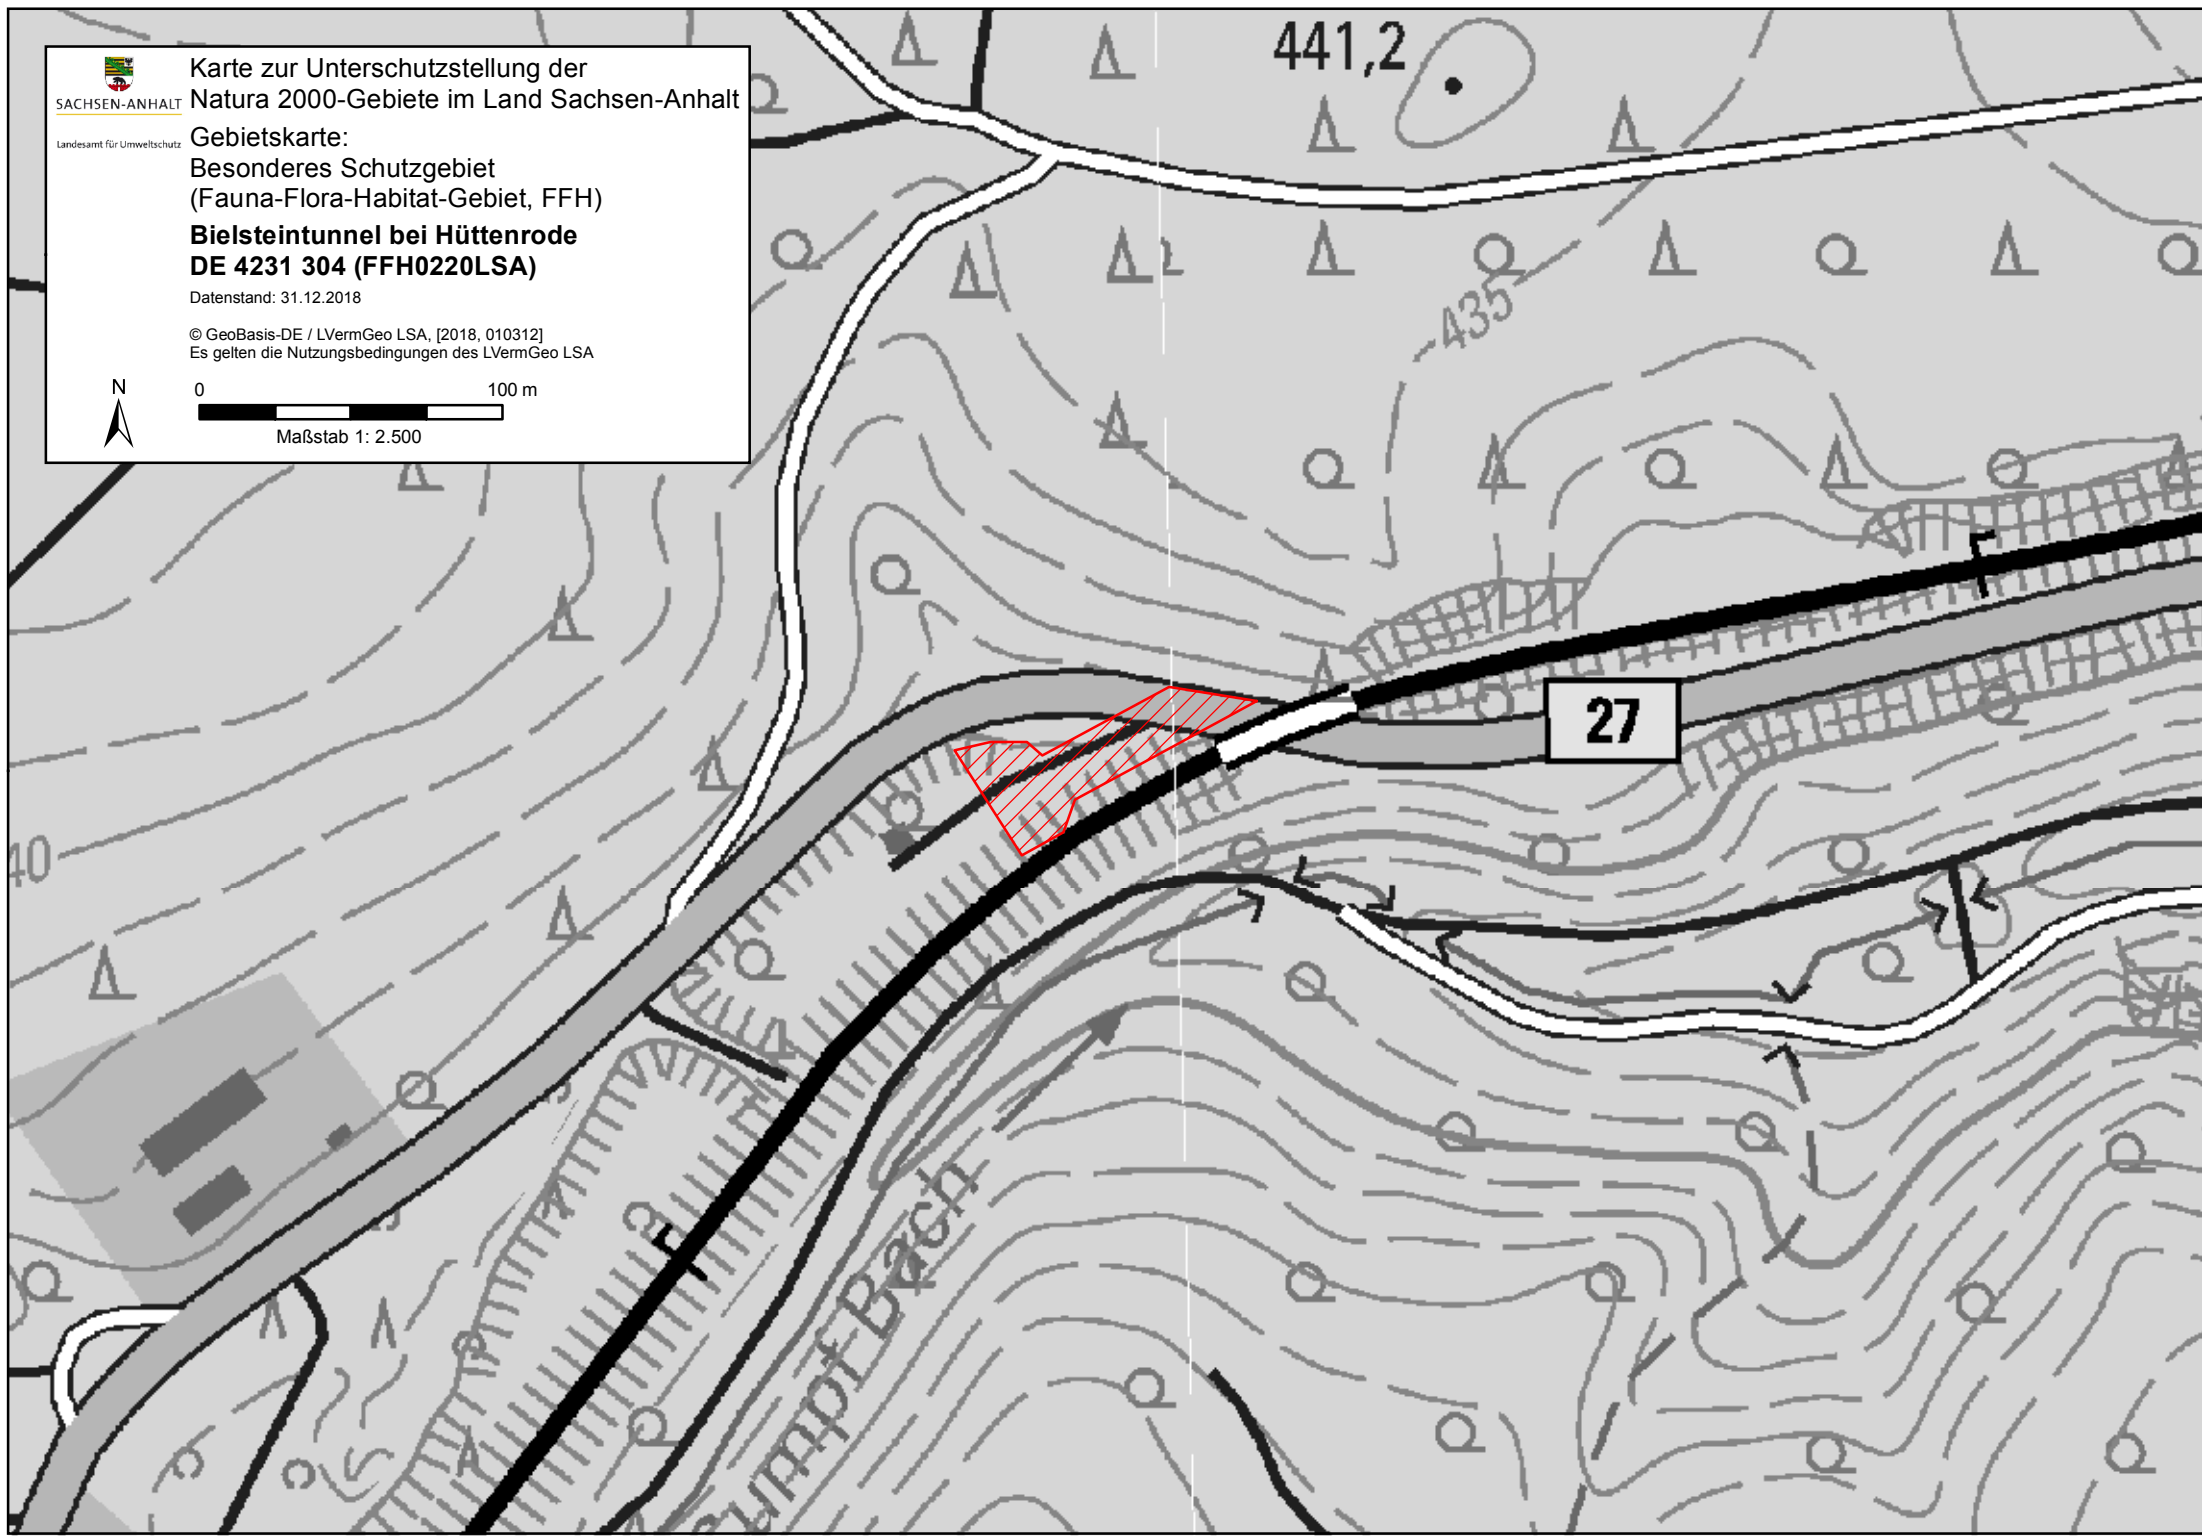 SACHSEN-ANHALT
Landesamt für Umweltschutz
Karte zur Unterschutzstellung der
Natura 2000-Gebiete im Land Sachsen-Anhalt
Gebietskarte:
Besonderes Schutzgebiet
(Fauna-Flora-Habitat-Gebiet, FFH)
Bielsteintunnel bei Hüttenrode
DE 4231 304 (FFH0220LSA)
Datenstand: 31.12.2018
© GeoBasis-DE / LVermGeo LSA, [2018, 010312]
Es gelten die Nutzungsbedingungen des LVermGeo LSA
N
0 100 m
Maßstab 1: 2.500
441,2
435
27
40
sumpf-Bach